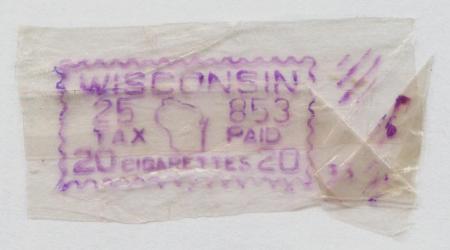 WISCONSIN
25 853
TAX PAID
20 CIGARETTES 20